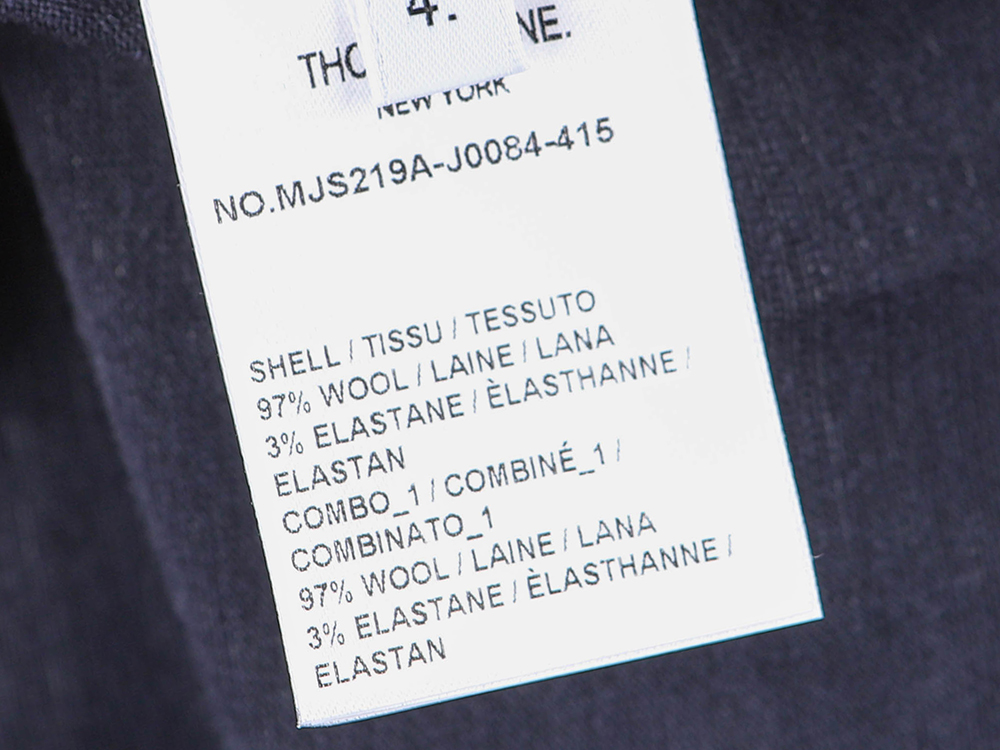 4.
NEW YORK
NO.MJS219A-J0084-415
SHELL / TISSU / TESSUTO
97% WOOL / LAINE / LANA
3% ELASTANE / ÈLASTHANNE /
ELASTAN
COMBO_1 / COMBINÉ_1 /
COMBINATO_1
97% WOOL / LAINE / LANA
3% ELASTANE / ÈLASTHANNE /
ELASTAN